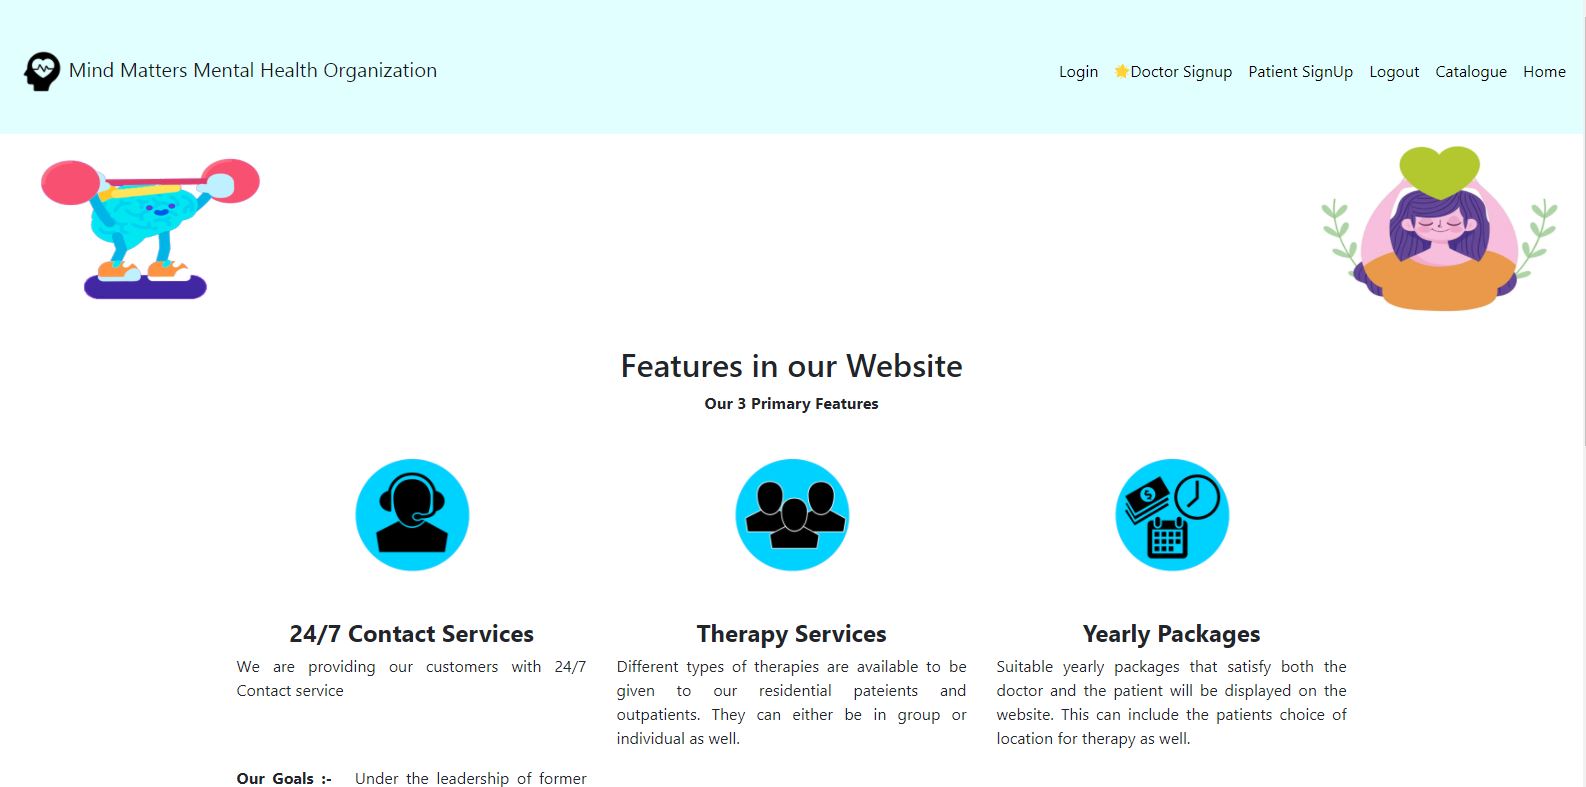 Mind Matters Mental Health Organization
Login 🌟Doctor Signup Patient SignUp Logout Catalogue Home
Features in our Website
Our 3 Primary Features
24/7 Contact Services
We are providing our customers with 24/7
Contact service
Our Goals :- Under the leadership of former
Therapy Services
Different types of therapies are available to be
given to our residential pateients and
outpatients. They can either be in group or
individual as well.
Yearly Packages
Suitable yearly packages that satisfy both the
doctor and the patient will be displayed on the
website. This can include the patients choice of
location for therapy as well.